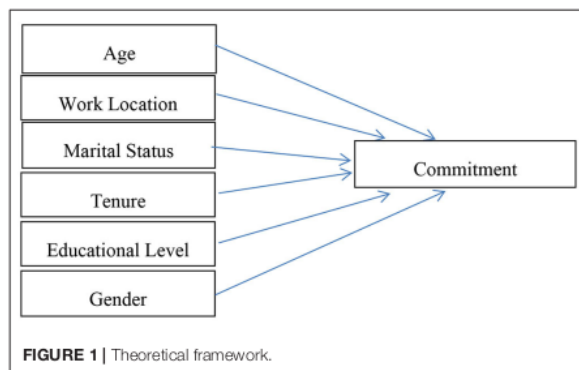 Age
Work Location
Marital Status
Tenure
Educational Level
Gender
Commitment
FIGURE 1 | Theoretical framework.